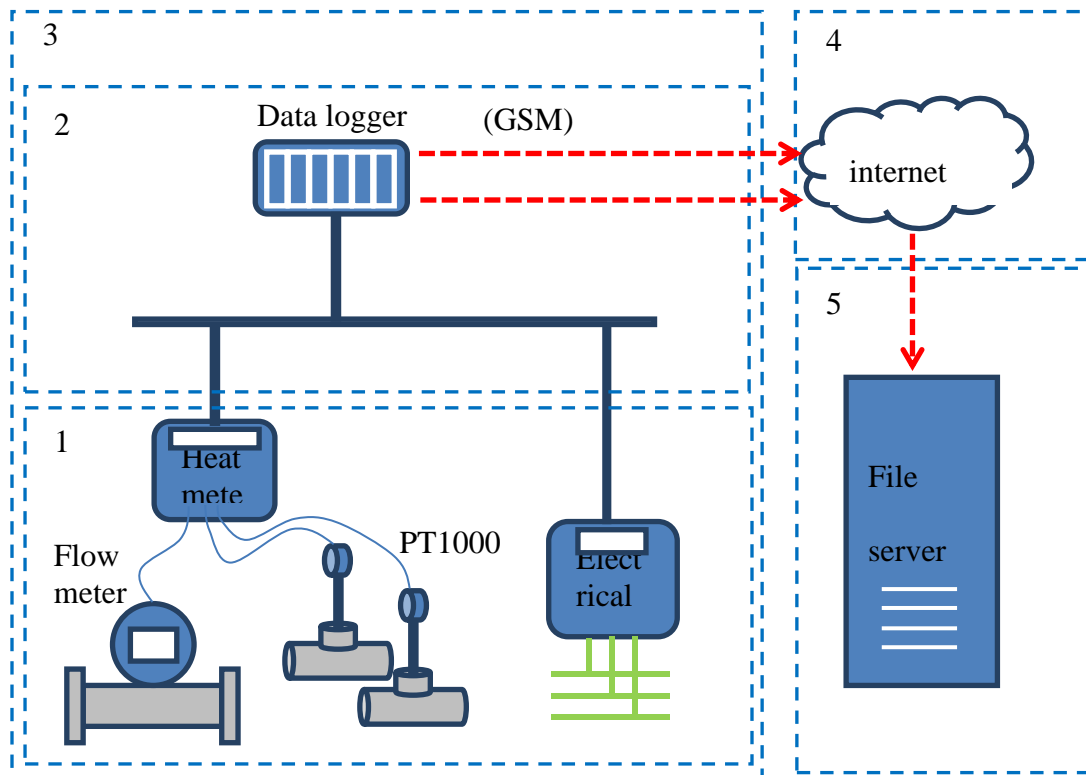 3
4
2
Data logger
(GSM)
internet
5
1
Heat
mete
Flow
meter
PT1000
Elect
rical
File
server